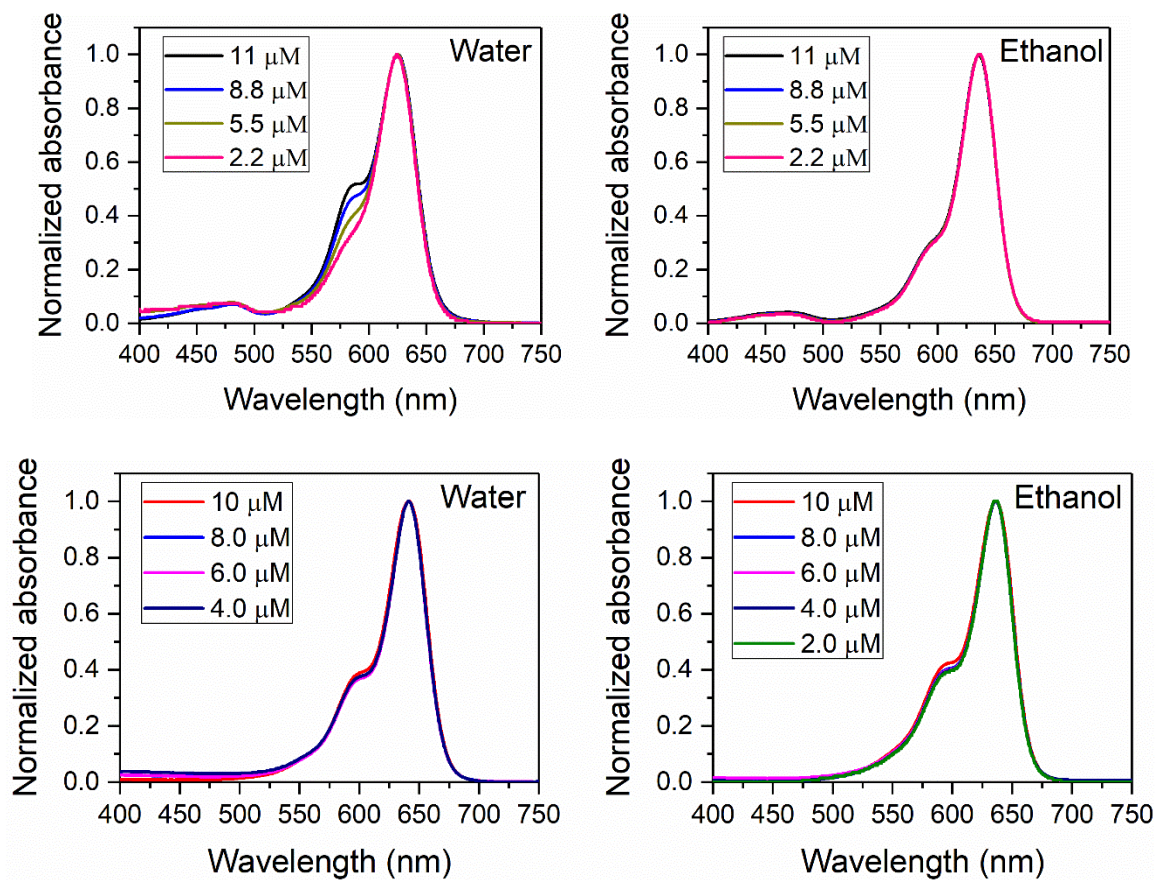 Water
11 μM
8.8 μM
5.5 μM
2.2 μM
Normalized absorbance
1.0
0.8
0.6
0.4
0.2
0.0
400 450 500 550 600 650 700 750
Wavelength (nm)
Ethanol
11 μM
8.8 μM
5.5 μM
2.2 μM
Normalized absorbance
1.0
0.8
0.6
0.4
0.2
0.0
400 450 500 550 600 650 700 750
Wavelength (nm)
Water
10 μM
8.0 μM
6.0 μM
4.0 μM
Normalized absorbance
1.0
0.8
0.6
0.4
0.2
0.0
400 450 500 550 600 650 700 750
Wavelength (nm)
Ethanol
10 μM
8.0 μM
6.0 μM
4.0 μM
2.0 μM
Normalized absorbance
1.0
0.8
0.6
0.4
0.2
0.0
400 450 500 550 600 650 700 750
Wavelength (nm)